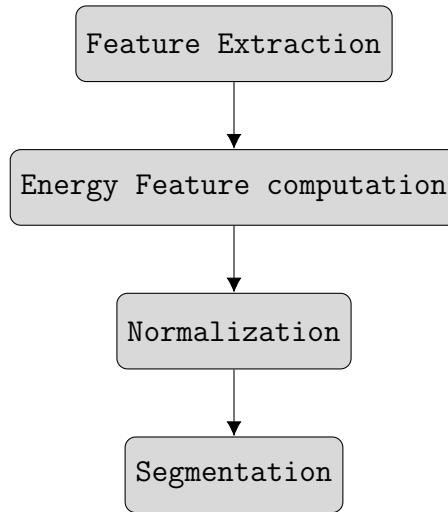 Feature Extraction
Energy Feature computation
Normalization
Segmentation